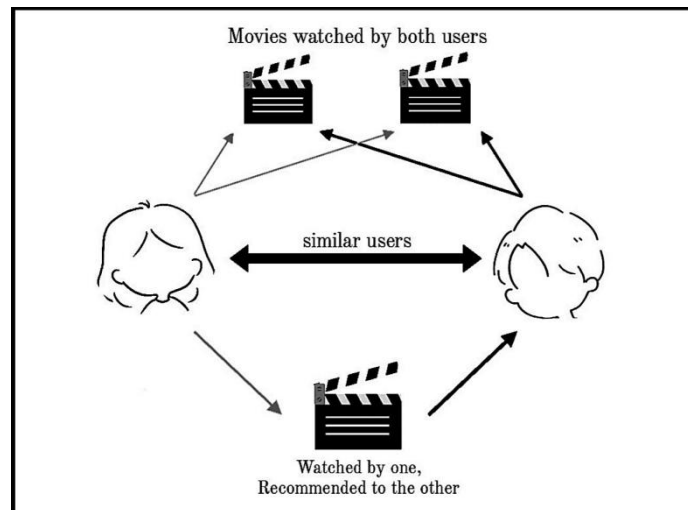 Movies watched by both users
similar users
Watched by one,
Recommended to the other